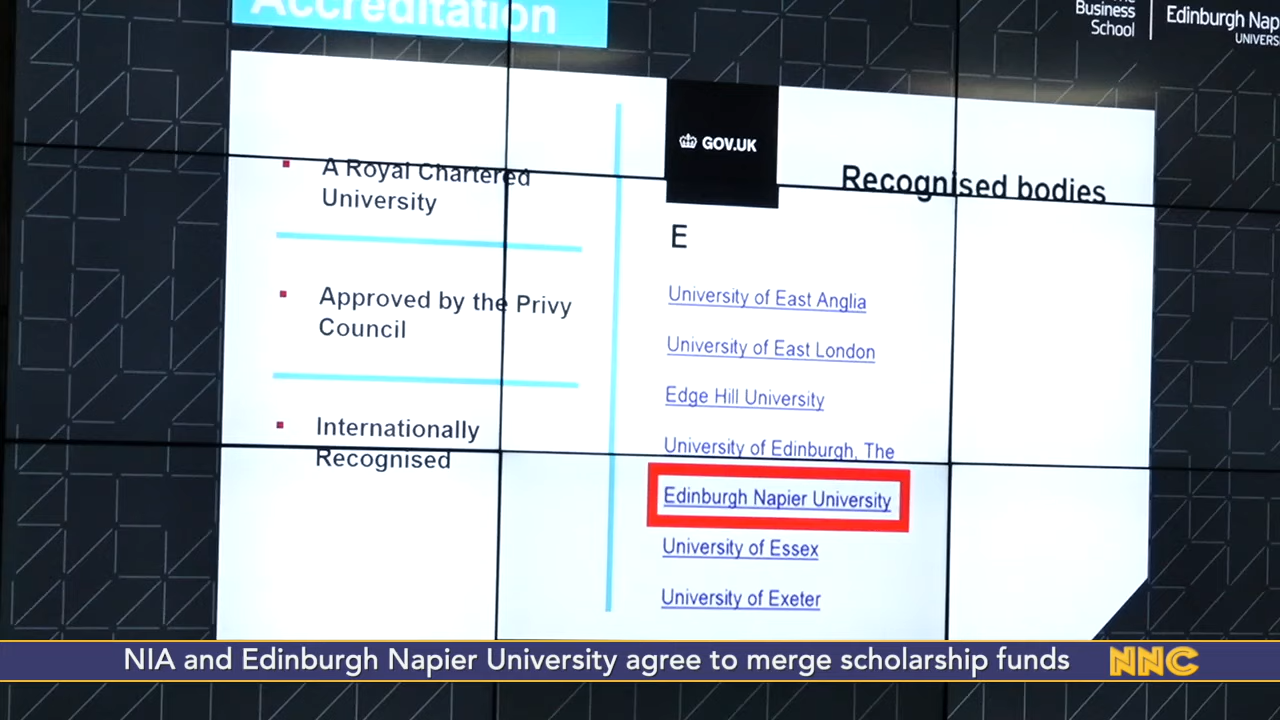 Accreditation
Business
School
Edinburgh Nap
UNIVERS
A Royal Chartered
University
Approved by the Privy
Council
Internationally
Recognised
GOV.UK
Recognised bodies
E
University of East Anglia
University of East London
Edge Hill University
University of Edinburgh, The
Edinburgh Napier University
University of Essex
University of Exeter
NIA and Edinburgh Napier University agree to merge scholarship funds
NNC